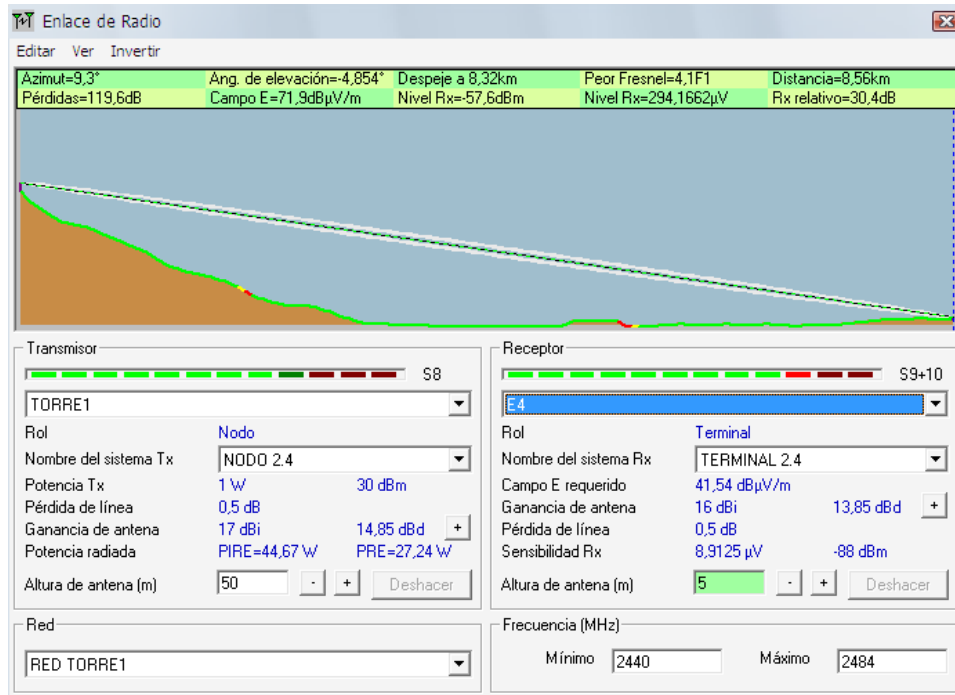 Enlace de Radio
Editar Ver Invertir
Azimut=9,3° Ang. de elevación=-4,854° Despeje a 8,32km Peor Fresnel=4,1F1 Distancia=8,56km
Pérdidas=119,6dB Campo E=71,9dBµV/m Nivel Rx=-57,6dBm Nivel Rx=294,1662µV Rx relativo=30,4dB
Transmisor
S8
TORRE1
Rol Nodo
Nombre del sistema Tx NODO 2.4
Potencia Tx 1 W 30 dBm
Pérdida de línea 0,5 dB
Ganancia de antena 17 dBi 14,85 dBd +
Potencia radiada PIRE=44,67 W PRE=27,24 W
Altura de antena (m) 50 - + Deshacer
Receptor
S9+10
E4
Rol Terminal
Nombre del sistema Rx TERMINAL 2.4
Campo E requerido 41,54 dBµV/m
Ganancia de antena 16 dBi 13,85 dBd +
Pérdida de línea 0,5 dB
Sensibilidad Rx 8,9125 µV -88 dBm
Altura de antena (m) 5 - + Deshacer
Red
RED TORRE1
Frecuencia (MHz)
Mínimo 2440 Máximo 2484